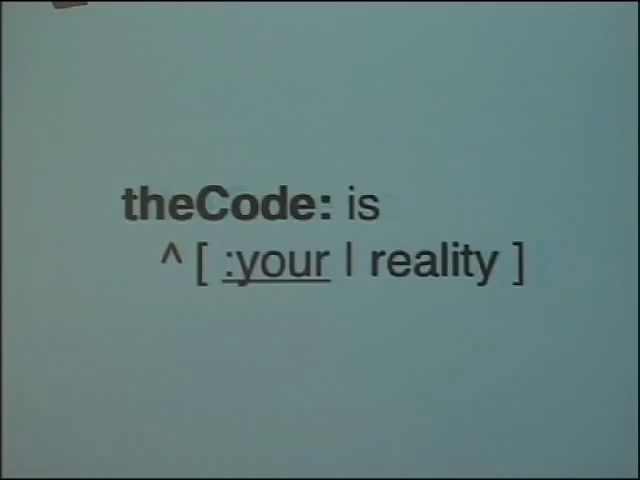 theCode: is
^ [ :your | reality ]